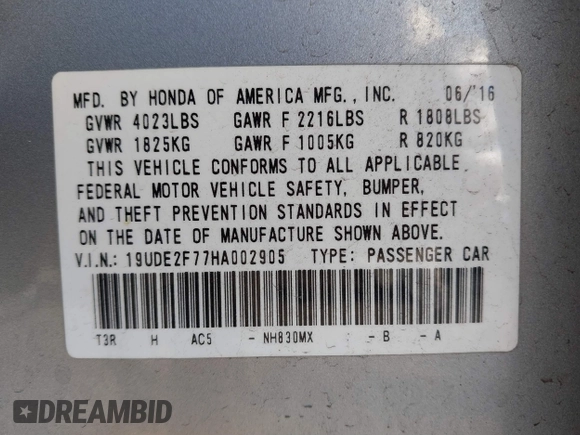 MFD. BY HONDA OF AMERICA MFG., INC. 06/'16
GVWR 4023LBS GAWR F 2216LBS R 1808LBS
GVWR 1825KG GAWR F 1005KG R 820KG
THIS VEHICLE CONFORMS TO ALL APPLICABLE
FEDERAL MOTOR VEHICLE SAFETY, BUMPER,
AND THEFT PREVENTION STANDARDS IN EFFECT
ON THE DATE OF MANUFACTURE SHOWN ABOVE.
V.I.N.: 19UDE2F77HA002905 TYPE: PASSENGER CAR
T3R H AC5 - NH830MX - B - A
DREAMBID